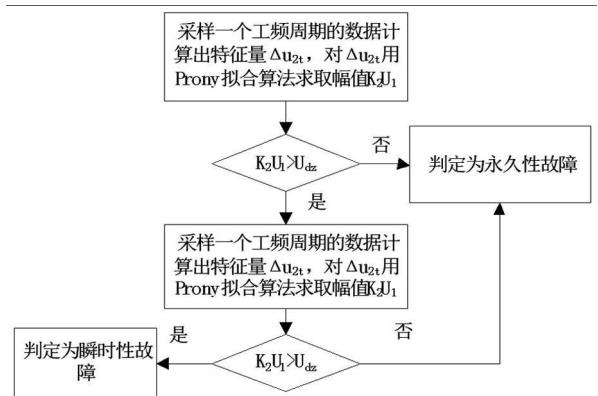 采样一个工频周期的数据计
算出特征量Δu₂ₜ，对Δu₂ₜ用
Prony拟合算法求取幅值K₂U₁
K₂U₁>U_dz
否
判定为永久性故障
是
采样一个工频周期的数据计
算出特征量Δu₂ₜ，对Δu₂ₜ用
Prony拟合算法求取幅值K₂U₁
是
否
判定为瞬时性故
障
K₂U₁>U_dz